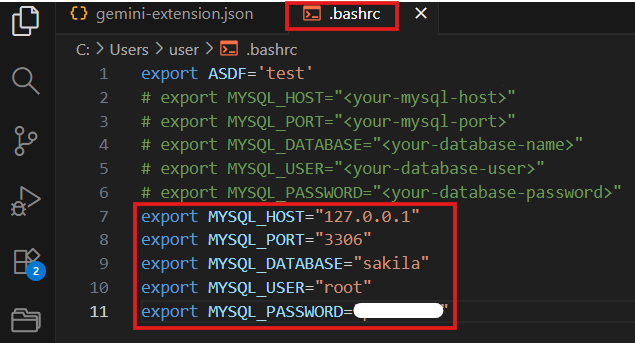 gemini-extension.json
.bashrc
C: > Users > user > .bashrc
1 export ASDF='test'
2 # export MYSQL_HOST="<your-mysql-host>"
3 # export MYSQL_PORT="<your-mysql-port>"
4 # export MYSQL_DATABASE="<your-database-name>"
5 # export MYSQL_USER="<your-database-user>"
6 # export MYSQL_PASSWORD="<your-database-password>"
7 export MYSQL_HOST="127.0.0.1"
8 export MYSQL_PORT="3306"
9 export MYSQL_DATABASE="sakila"
10 export MYSQL_USER="root"
11 export MYSQL_PASSWORD= "
2